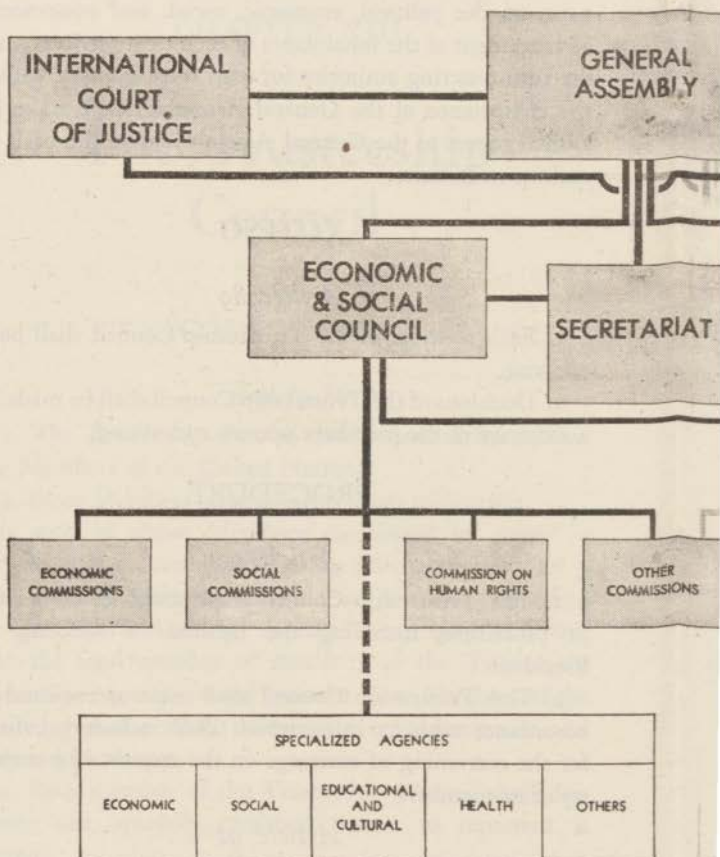 INTERNATIONAL
COURT
OF JUSTICE
GENERAL
ASSEMBLY
ECONOMIC
& SOCIAL
COUNCIL
SECRETARIAT
ECONOMIC
COMMISSIONS
SOCIAL
COMMISSIONS
COMMISSION ON
HUMAN RIGHTS
OTHER
COMMISSIONS
SPECIALIZED AGENCIES
ECONOMIC
SOCIAL
EDUCATIONAL
AND
CULTURAL
HEALTH
OTHERS